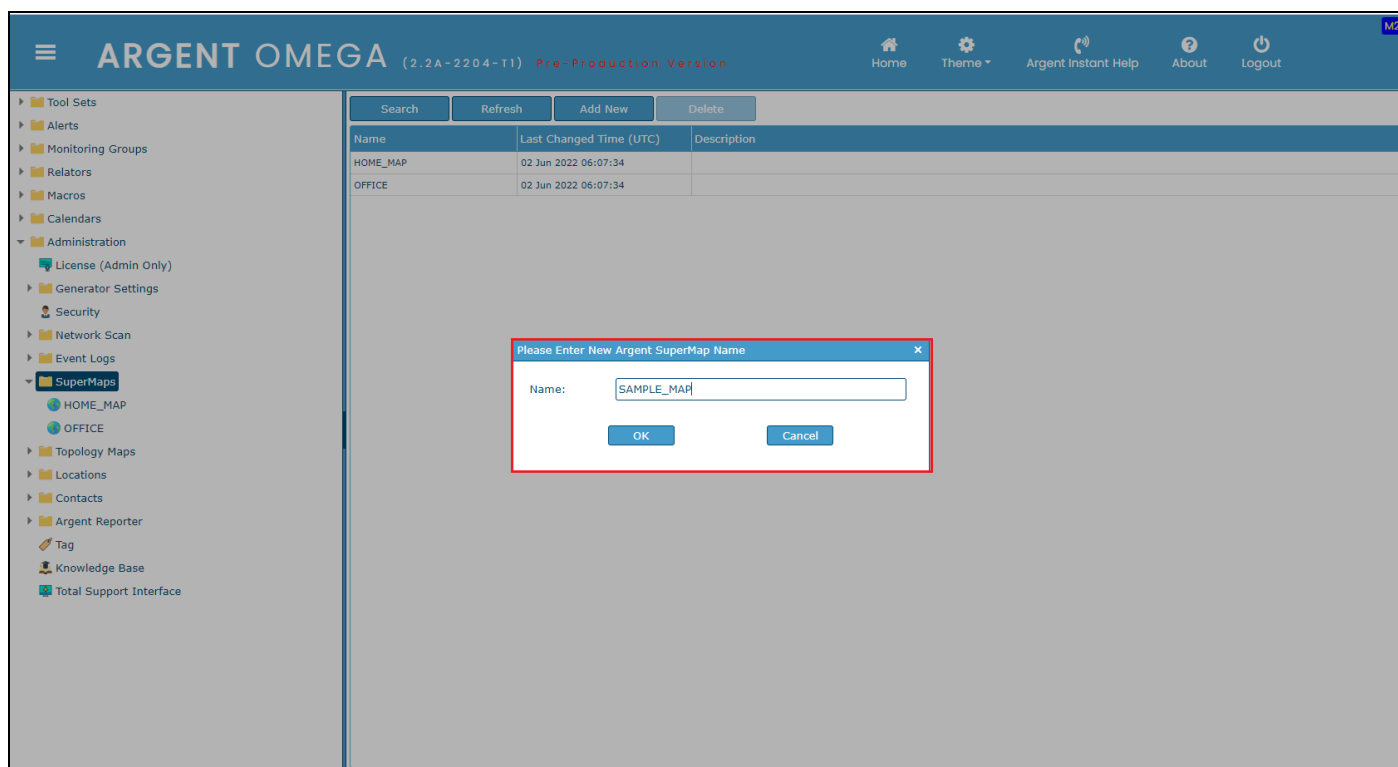 M2
ARGENT OMEGA (2.2A-2204-T1) Pre-Production Version
Home
Theme
Argent Instant Help
About
Logout
Tool Sets
Alerts
Monitoring Groups
Relators
Macros
Calendars
Administration
License (Admin Only)
Generator Settings
Security
Network Scan
Event Logs
SuperMaps
HOME_MAP
OFFICE
Topology Maps
Locations
Contacts
Argent Reporter
Tag
Knowledge Base
Total Support Interface
Search Refresh Add New Delete
Name Last Changed Time (UTC) Description
HOME_MAP 02 Jun 2022 06:07:34
OFFICE 02 Jun 2022 06:07:34
Please Enter New Argent SuperMap Name x
Name: SAMPLE_MAP
OK Cancel